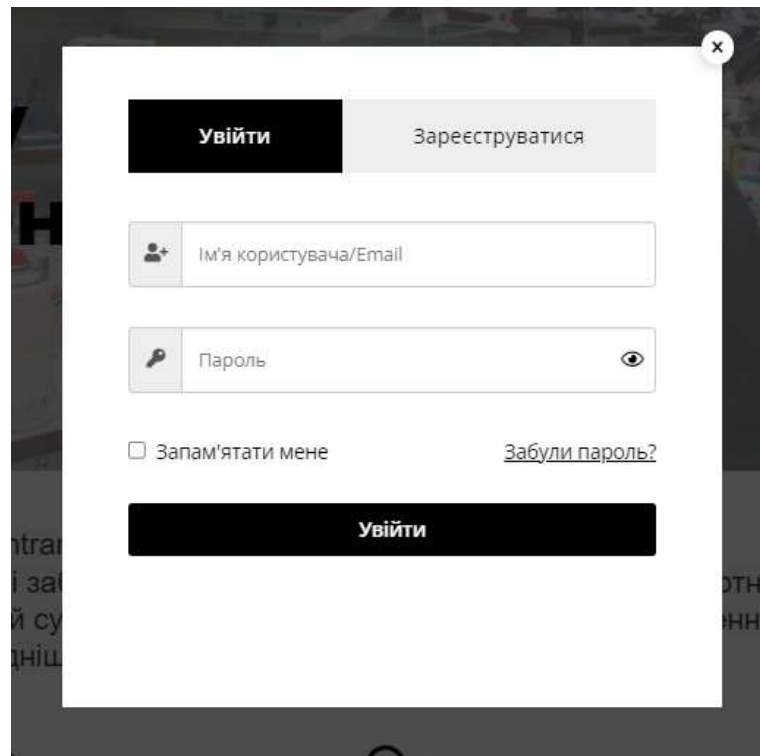 x
Увійти
Зареєструватися
Ім'я користувача/Email
Пароль
Запам'ятати мене
Забули пароль?
Увійти